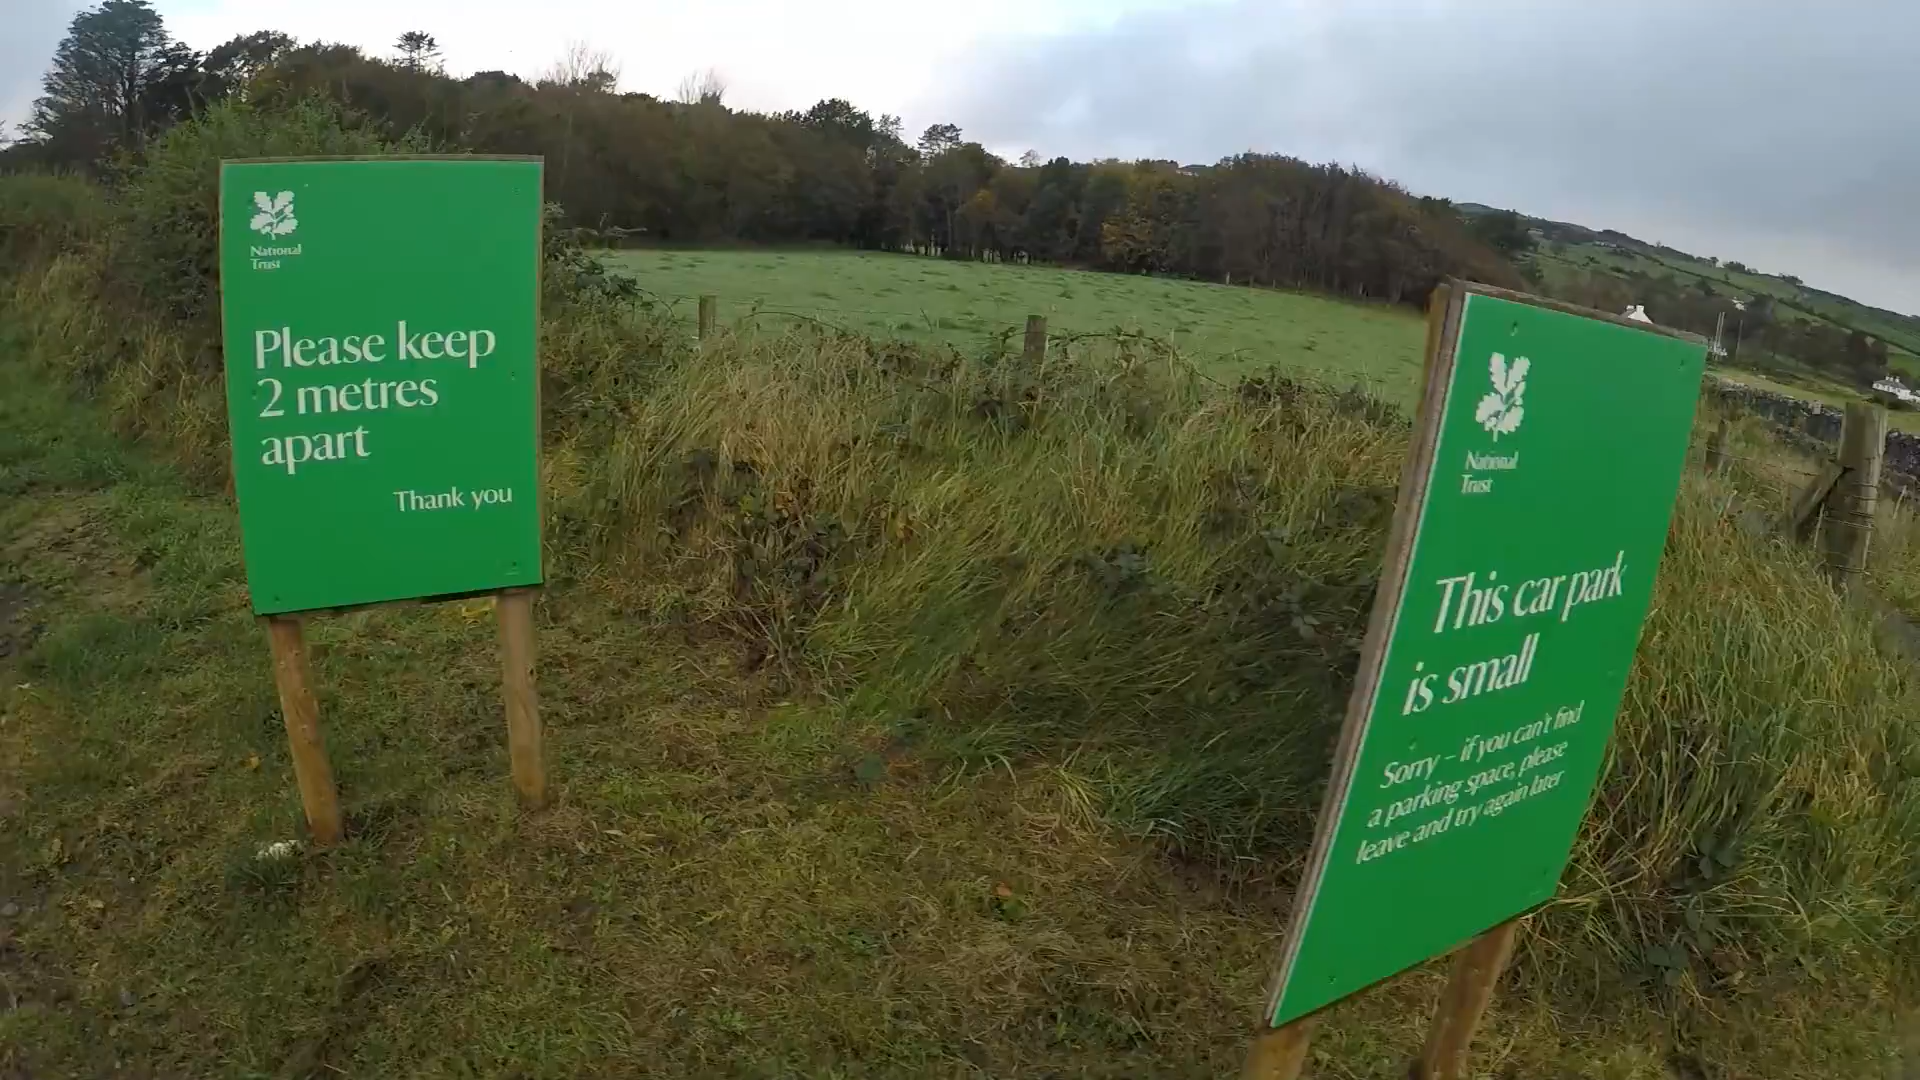 National
Trust
Please keep
2 metres
apart
Thank you
National
Trust
This car park
is small
Sorry – if you can't find
a parking space, please
leave and try again later